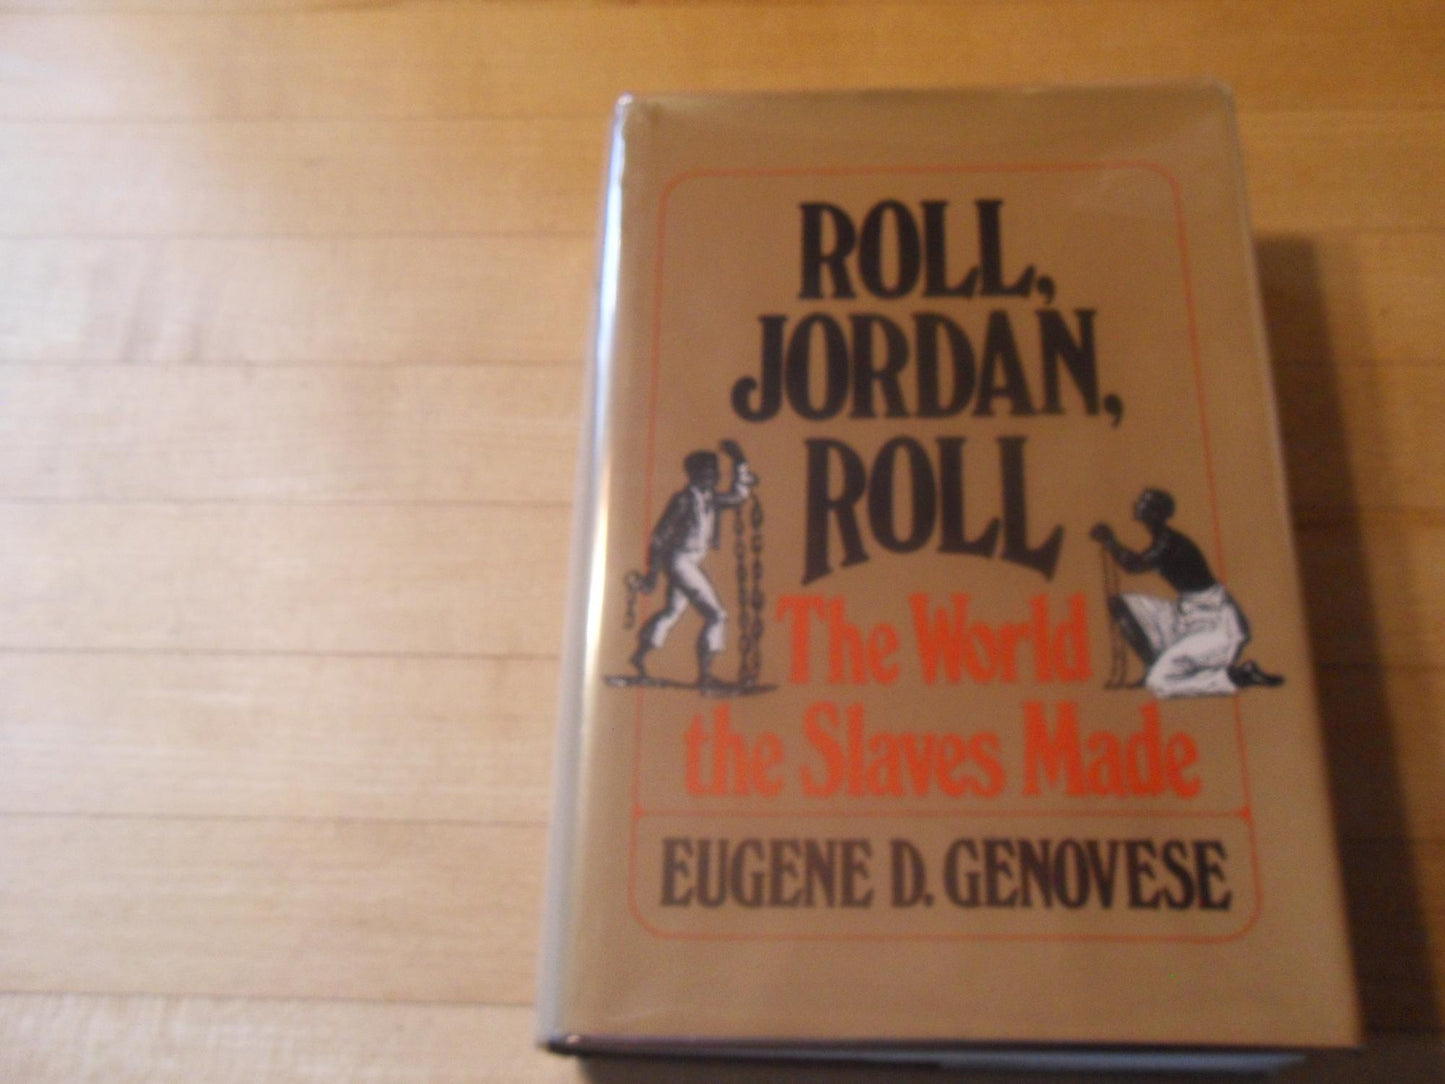 ROLL,
JORDAN,
ROLL
The World
the Slaves Made
EUGENE D. GENOVESE